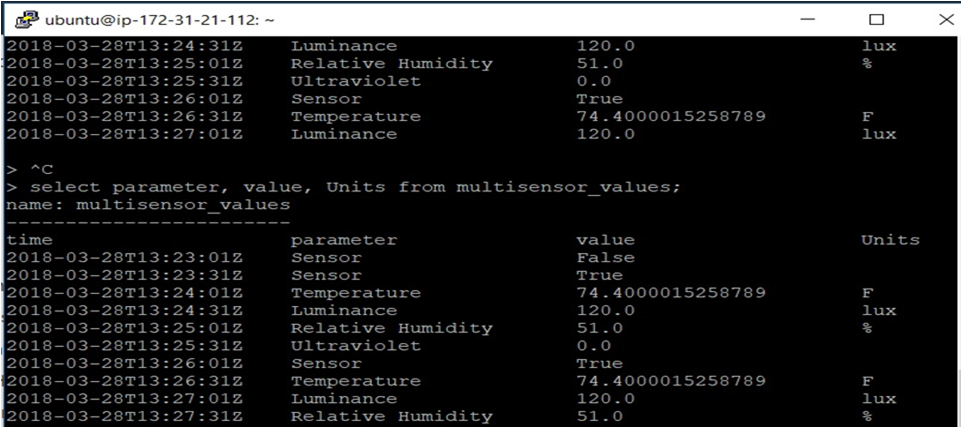 ubuntu@ip-172-31-21-112: ~
2018-03-28T13:24:31Z Luminance 120.0 lux
2018-03-28T13:25:01Z Relative Humidity 51.0 %
2018-03-28T13:25:31Z Ultraviolet 0.0
2018-03-28T13:26:01Z Sensor True
2018-03-28T13:26:31Z Temperature 74.4000015258789 F
2018-03-28T13:27:01Z Luminance 120.0 lux
> ^C
> select parameter, value, Units from multisensor_values;
name: multisensor_values
-------------------------
time parameter value Units
2018-03-28T13:23:01Z Sensor False
2018-03-28T13:23:31Z Sensor True
2018-03-28T13:24:01Z Temperature 74.4000015258789 F
2018-03-28T13:24:31Z Luminance 120.0 lux
2018-03-28T13:25:01Z Relative Humidity 51.0 %
2018-03-28T13:25:31Z Ultraviolet 0.0
2018-03-28T13:26:01Z Sensor True
2018-03-28T13:26:31Z Temperature 74.4000015258789 F
2018-03-28T13:27:01Z Luminance 120.0 lux
2018-03-28T13:27:31Z Relative Humidity 51.0 %